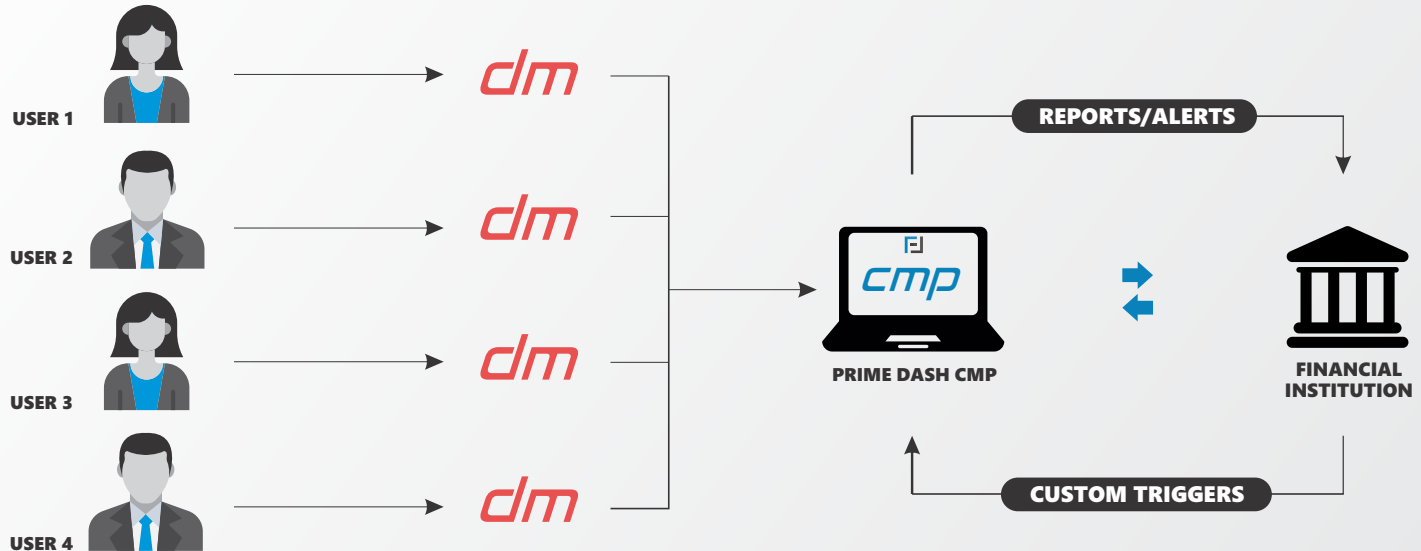 USER 1
dm
USER 2
dm
USER 3
dm
USER 4
dm
cmp
PRIME DASH CMP
REPORTS/ALERTS
FINANCIAL
INSTITUTION
CUSTOM TRIGGERS